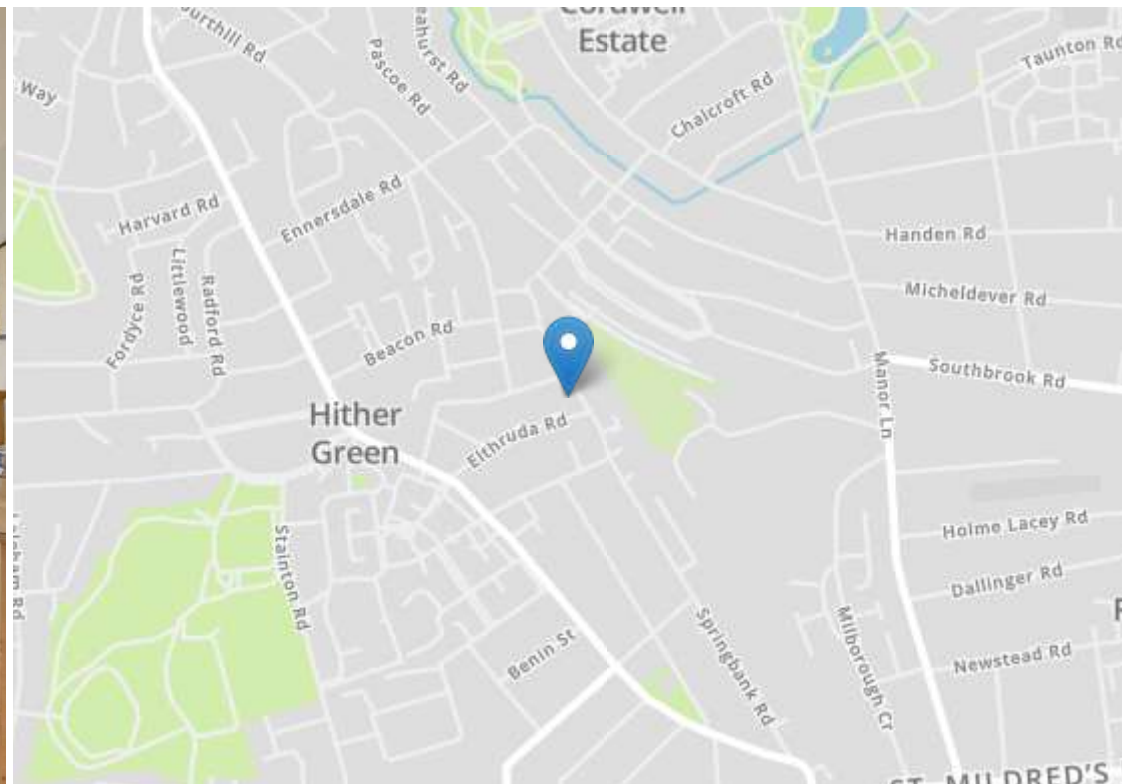 Estate
Taunton Rd
Pascoe Rd
Way
Chalcroft Rd
Ennersdale Rd
Harvard Rd
Handen Rd
Littlewood
Radford Rd
Fordyce Rd
Micheldever Rd
Beacon Rd
Manor Ln
Southbrook Rd
Hither
Green
Elthruda Rd
Holme Lacey Rd
Stainton Rd
Dallinger Rd
Milborough Cr
Springbank Rd
Benin St
Newstead Rd
ST. MILDRED'S